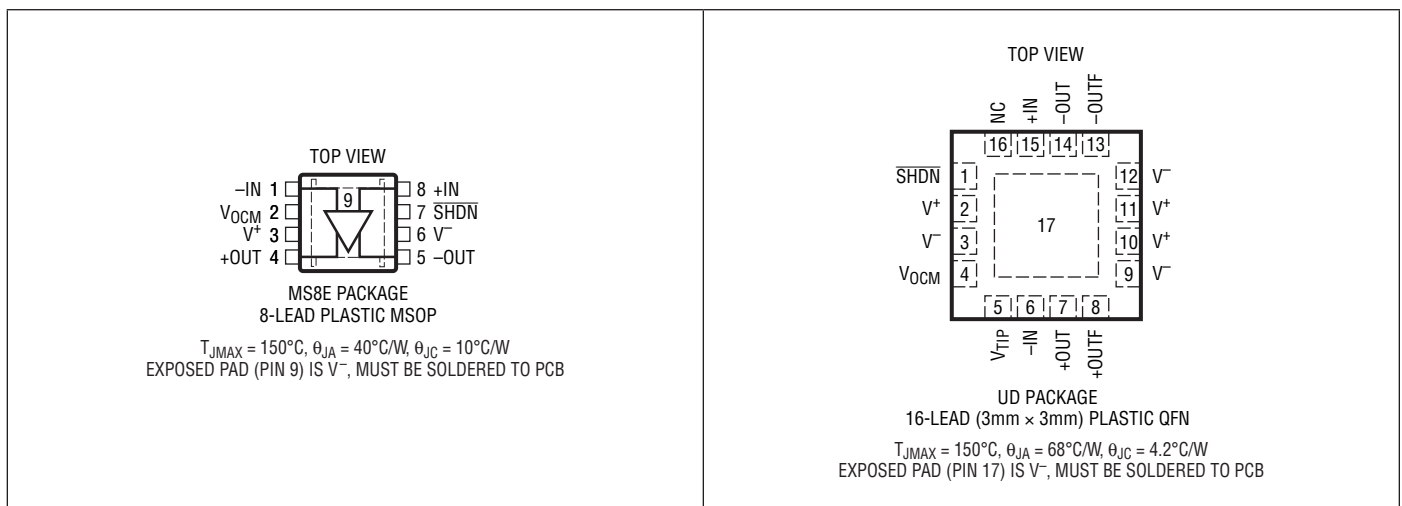 TOP VIEW
–IN 1
VOCM 2
V+ 3
+OUT 4
9
8 +IN
7 SHDN
6 V–
5 –OUT
MS8E PACKAGE
8-LEAD PLASTIC MSOP
TJMAX = 150°C, θJA = 40°C/W, θJC = 10°C/W
EXPOSED PAD (PIN 9) IS V–, MUST BE SOLDERED TO PCB
TOP VIEW
NC
+IN
–OUT
–OUTF
16 15 14 13
SHDN 1
V+ 2
V– 3
VOCM 4
17
12 V–
11 V+
10 V+
9 V–
5 6 7 8
VTIP
–IN
+OUT
+OUTF
UD PACKAGE
16-LEAD (3mm × 3mm) PLASTIC QFN
TJMAX = 150°C, θJA = 68°C/W, θJC = 4.2°C/W
EXPOSED PAD (PIN 17) IS V–, MUST BE SOLDERED TO PCB